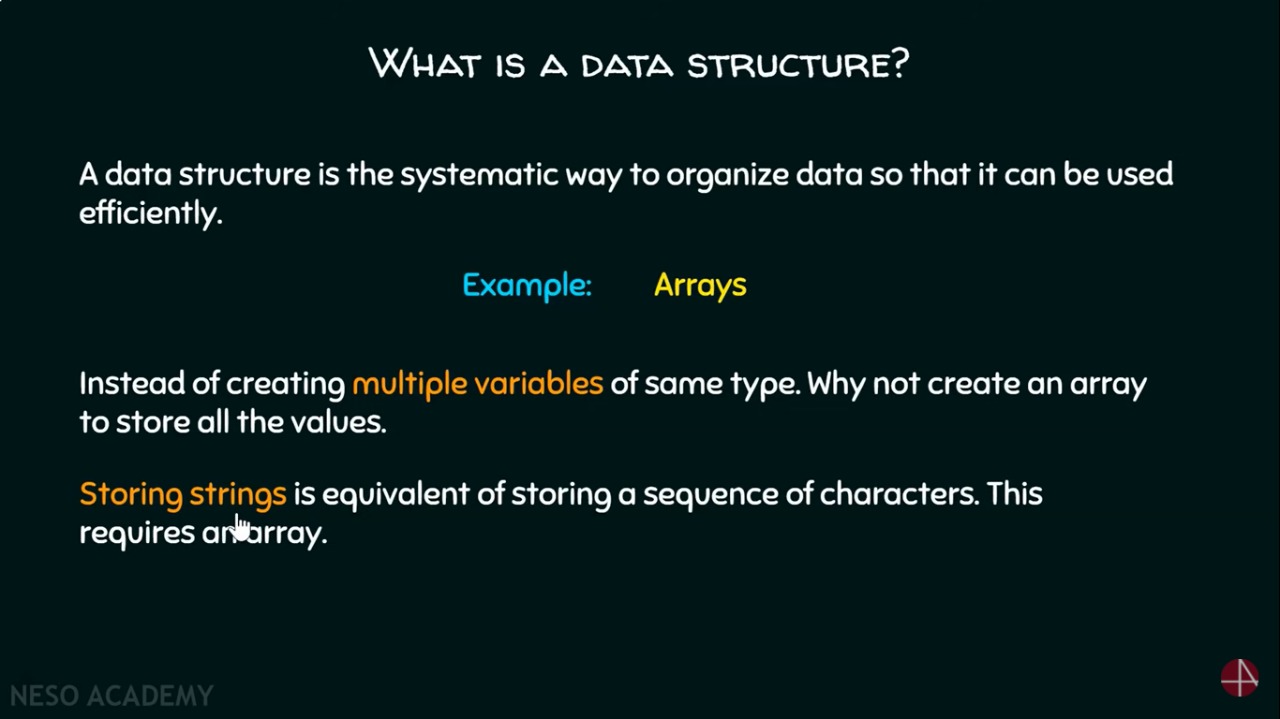 WHAT IS A DATA STRUCTURE?
A data structure is the systematic way to organize data so that it can be used
efficiently.
Example: Arrays
Instead of creating multiple variables of same type. Why not create an array
to store all the values.
Storing strings is equivalent of storing a sequence of characters. This
requires an array.
NESO ACADEMY